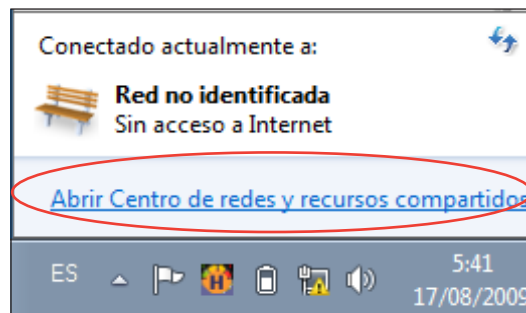 Conectado actualmente a:
Red no identificada
Sin acceso a Internet
Abrir Centro de redes y recursos compartidos
ES
H
5:41
17/08/2009